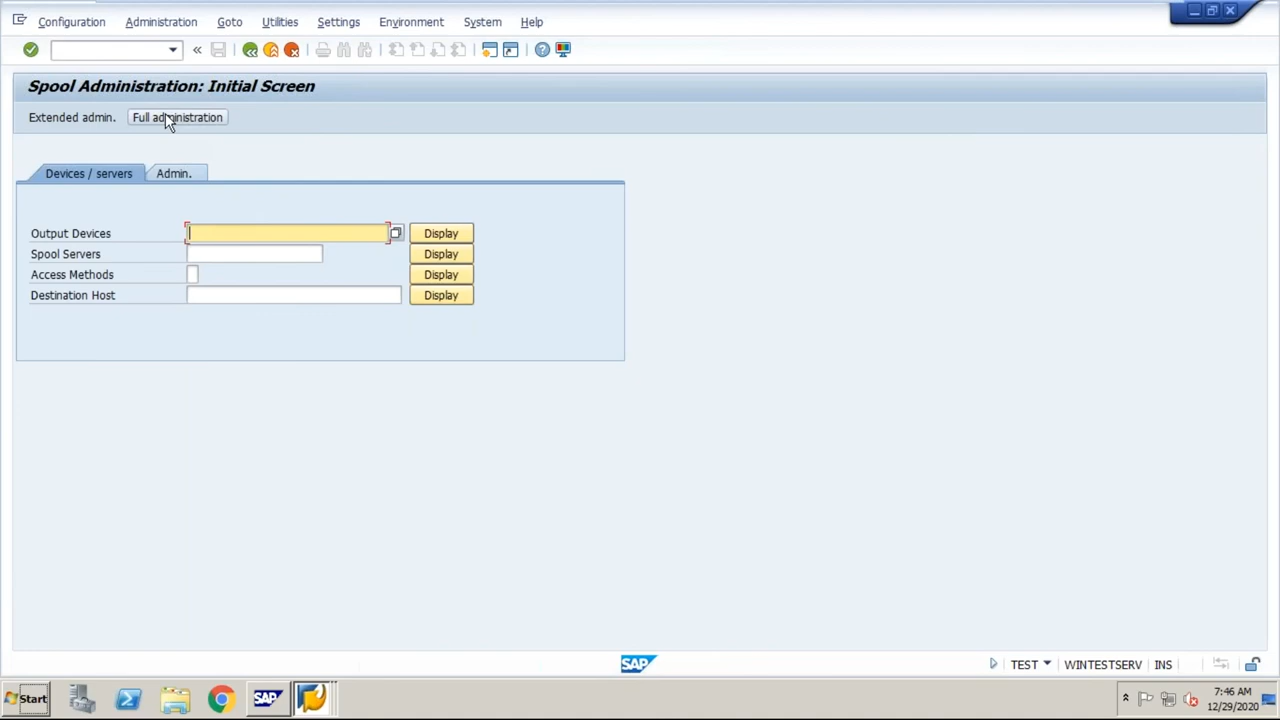 Configuration Administration Goto Utilities Settings Environment System Help
Spool Administration: Initial Screen
Extended admin. Full administration
Devices / servers Admin.
Output Devices Display
Spool Servers Display
Access Methods Display
Destination Host Display
SAP TEST WINTESTSERV INS
Start SAP 7:46 AM
12/29/2020